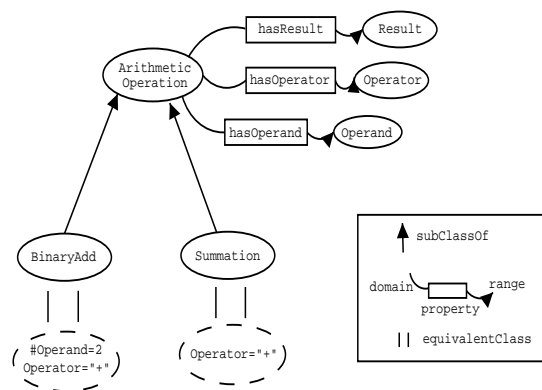 hasResult
Result
Arithmetic
Operation
hasOperator
Operator
hasOperand
Operand
BinaryAdd
Summation
#Operand=2
Operator="+"
Operator="+"
subClassOf
domain
range
property
equivalentClass